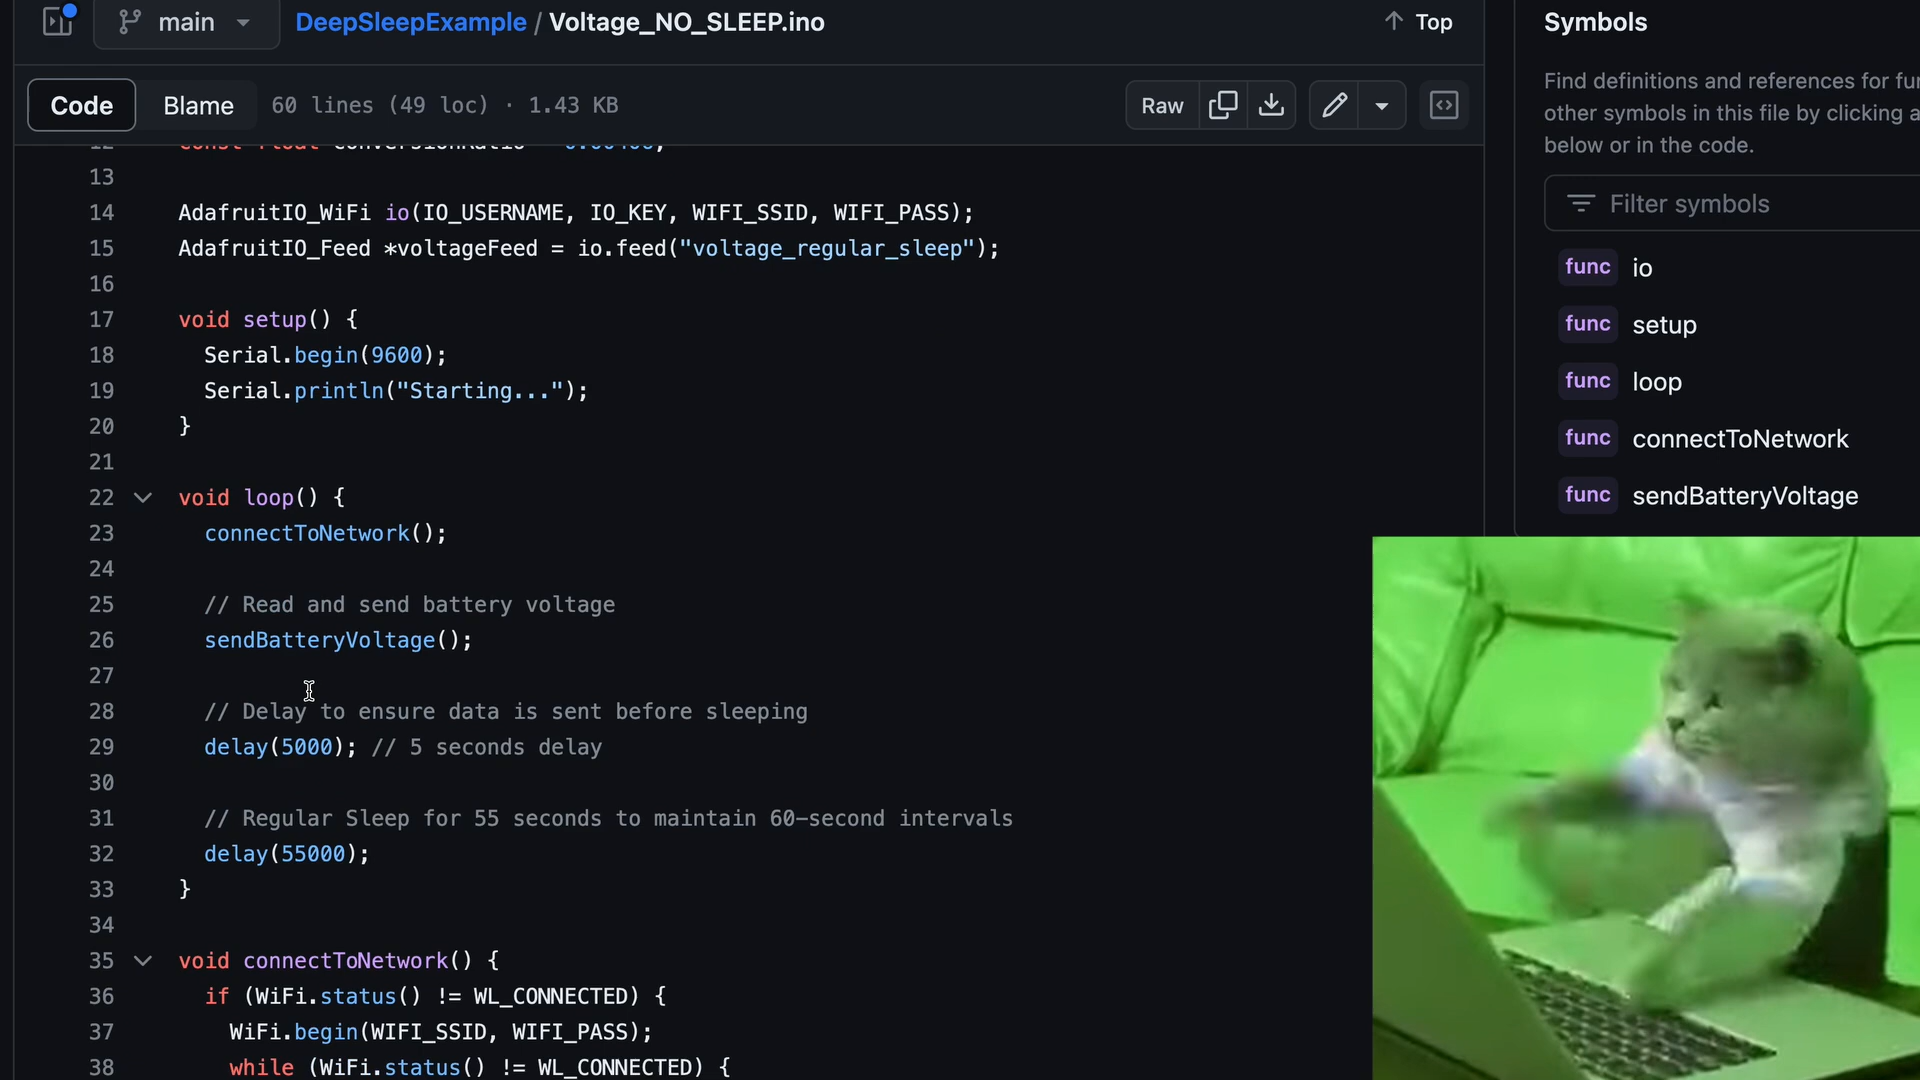 main
DeepSleepExample / Voltage_NO_SLEEP.ino
Top
Code
Blame
60 lines (49 loc) · 1.43 KB
Raw
13
14 AdafruitIO_WiFi io(IO_USERNAME, IO_KEY, WIFI_SSID, WIFI_PASS);
15 AdafruitIO_Feed *voltageFeed = io.feed("voltage_regular_sleep");
16
17 void setup() {
18 Serial.begin(9600);
19 Serial.println("Starting...");
20 }
21
22 void loop() {
23 connectToNetwork();
24
25 // Read and send battery voltage
26 sendBatteryVoltage();
27
28 // Delay to ensure data is sent before sleeping
29 delay(5000); // 5 seconds delay
30
31 // Regular Sleep for 55 seconds to maintain 60-second intervals
32 delay(55000);
33 }
34
35 void connectToNetwork() {
36 if (WiFi.status() != WL_CONNECTED) {
37 WiFi.begin(WIFI_SSID, WIFI_PASS);
38 while (WiFi.status() != WL_CONNECTED) {
Symbols
Find definitions and references for fu
other symbols in this file by clicking a
below or in the code.
Filter symbols
func io
func setup
func loop
func connectToNetwork
func sendBatteryVoltage